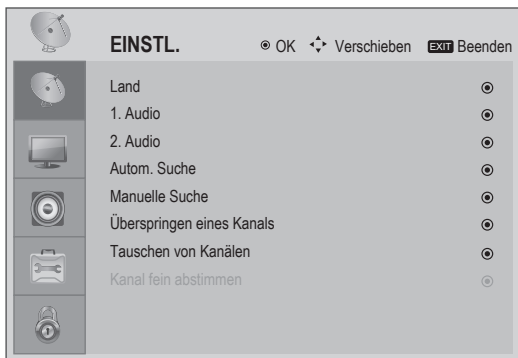 EINSTL. OK Verschieben EXIT Beenden
Land
1. Audio
2. Audio
Autom. Suche
Manuelle Suche
Überspringen eines Kanals
Tauschen von Kanälen
Kanal fein abstimmen